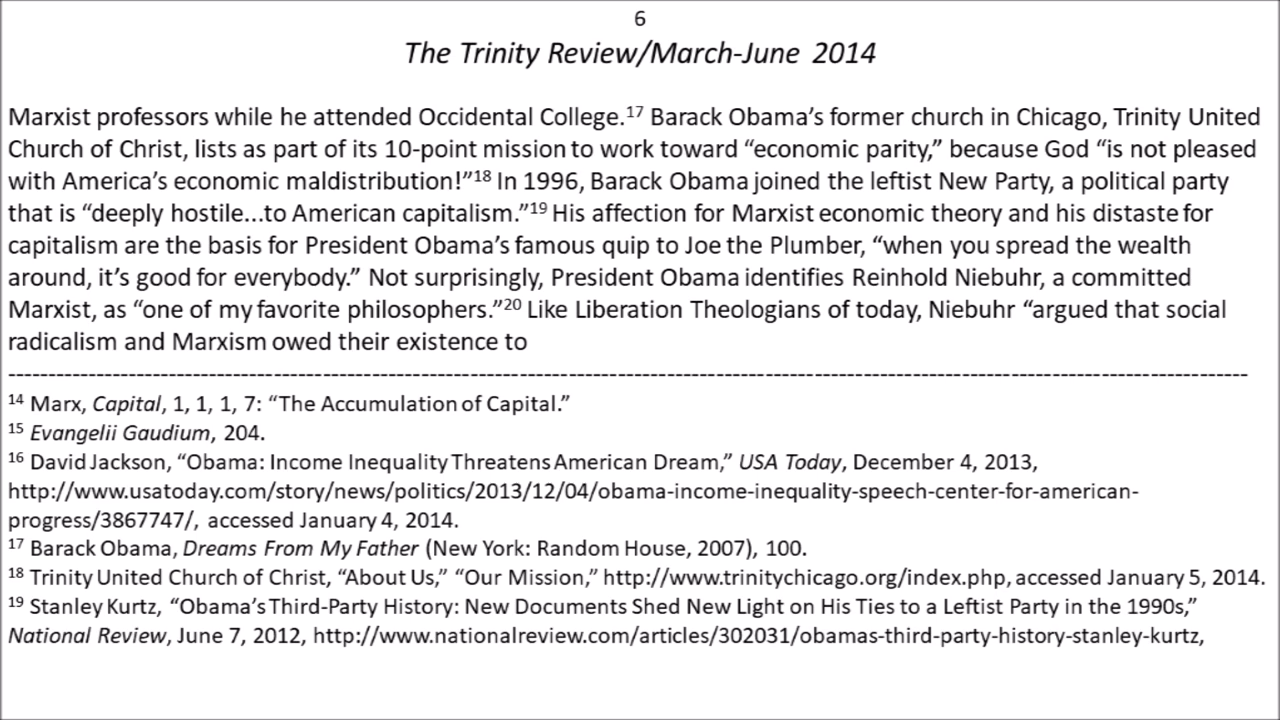 6
The Trinity Review/March-June 2014
Marxist professors while he attended Occidental College.¹⁷ Barack Obama’s former church in Chicago, Trinity United
Church of Christ, lists as part of its 10-point mission to work toward “economic parity,” because God “is not pleased
with America’s economic maldistribution!”¹⁸ In 1996, Barack Obama joined the leftist New Party, a political party
that is “deeply hostile...to American capitalism.”¹⁹ His affection for Marxist economic theory and his distaste for
capitalism are the basis for President Obama’s famous quip to Joe the Plumber, “when you spread the wealth
around, it’s good for everybody.” Not surprisingly, President Obama identifies Reinhold Niebuhr, a committed
Marxist, as “one of my favorite philosophers.”²⁰ Like Liberation Theologians of today, Niebuhr “argued that social
radicalism and Marxism owed their existence to
-----------------------------------------------------------------------------------------------------------------------------------------------------------
¹⁴ Marx, Capital, 1, 1, 1, 7: “The Accumulation of Capital.”
¹⁵ Evangelii Gaudium, 204.
¹⁶ David Jackson, “Obama: Income Inequality Threatens American Dream,” USA Today, December 4, 2013,
http://www.usatoday.com/story/news/politics/2013/12/04/obama-income-inequality-speech-center-for-american-
progress/3867747/, accessed January 4, 2014.
¹⁷ Barack Obama, Dreams From My Father (New York: Random House, 2007), 100.
¹⁸ Trinity United Church of Christ, “About Us,” “Our Mission,” http://www.trinitychicago.org/index.php, accessed January 5, 2014.
¹⁹ Stanley Kurtz, “Obama’s Third-Party History: New Documents Shed New Light on His Ties to a Leftist Party in the 1990s,”
National Review, June 7, 2012, http://www.nationalreview.com/articles/302031/obamas-third-party-history-stanley-kurtz,